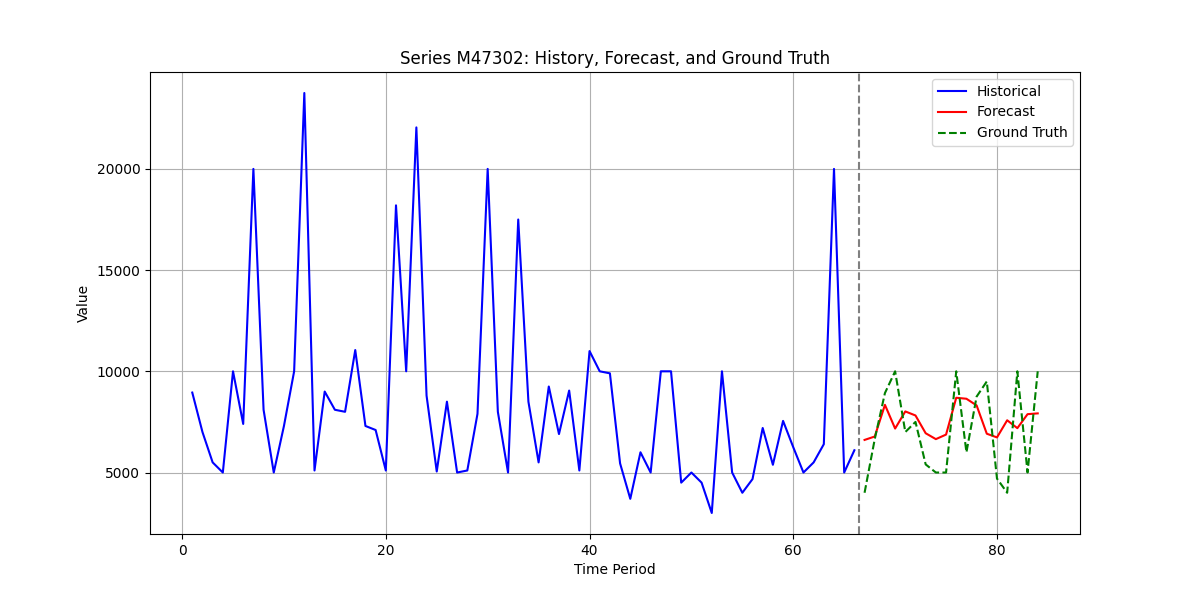 Series M47302: History, Forecast, and Ground Truth
Historical
Forecast
Ground Truth
20000
15000
10000
5000
Value
0
20
40
60
80
Time Period